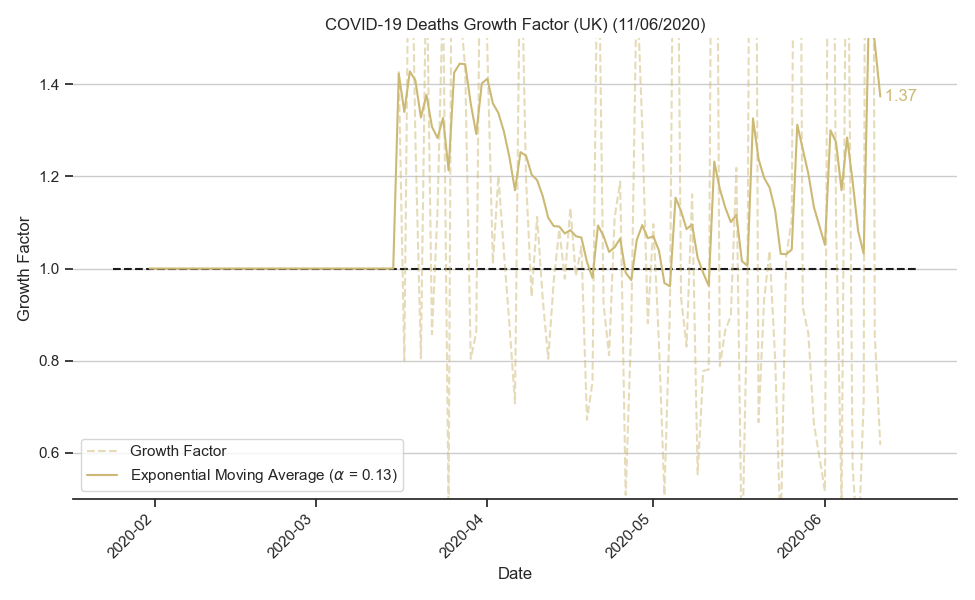 COVID-19 Deaths Growth Factor (UK) (11/06/2020)
1.4
1.2
1.0
0.8
0.6
Growth Factor
1.37
Growth Factor
Exponential Moving Average (α = 0.13)
2020-02
2020-03
2020-04
2020-05
2020-06
Date